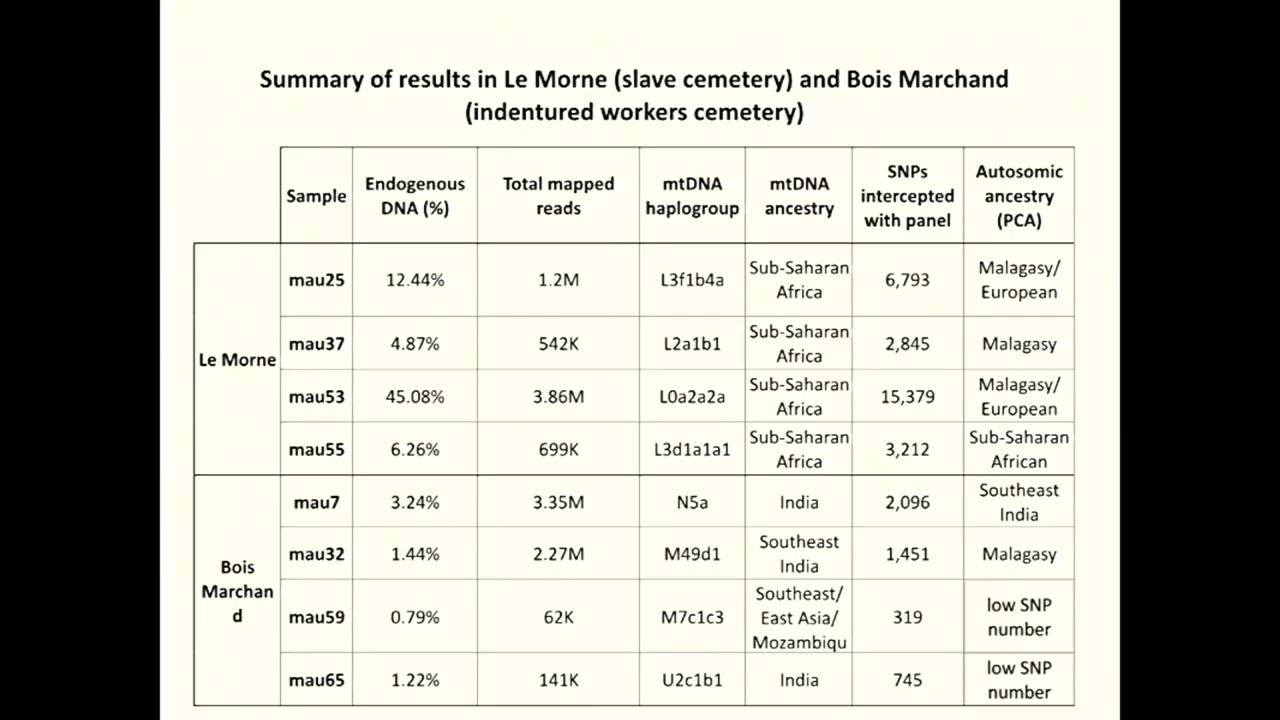 Summary of results in Le Morne (slave cemetery) and Bois Marchand
(indentured workers cemetery)
Sample Endogenous DNA (%) Total mapped reads mtDNA haplogroup mtDNA ancestry SNPs intercepted with panel Autosomic ancestry (PCA)
Le Morne
mau25 12.44% 1.2M L3f1b4a Sub-Saharan Africa 6,793 Malagasy/ European
mau37 4.87% 542K L2a1b1 Sub-Saharan Africa 2,845 Malagasy
mau53 45.08% 3.86M L0a2a2a Sub-Saharan Africa 15,379 Malagasy/ European
mau55 6.26% 699K L3d1a1a1 Sub-Saharan Africa 3,212 Sub-Saharan African
Bois Marchan d
mau7 3.24% 3.35M N5a India 2,096 Southeast India
mau32 1.44% 2.27M M49d1 Southeast India 1,451 Malagasy
mau59 0.79% 62K M7c1c3 Southeast/ East Asia/ Mozambiqu 319 low SNP number
mau65 1.22% 141K U2c1b1 India 745 low SNP number